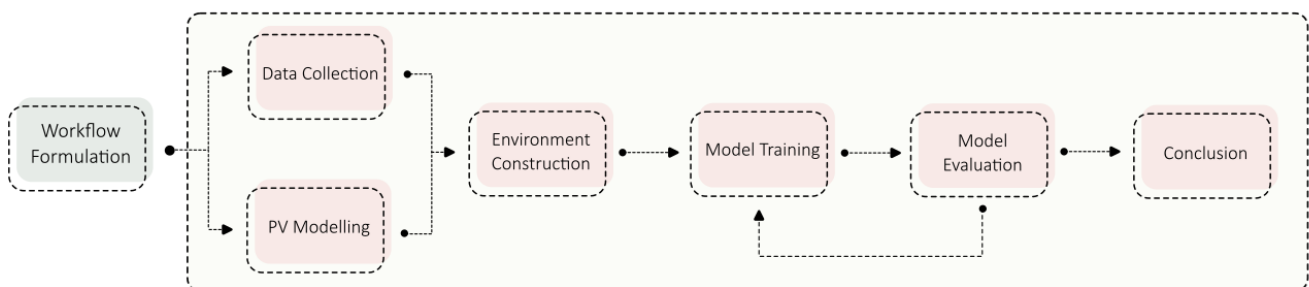 Workflow
Formulation
Data Collection
PV Modelling
Environment
Construction
Model Training
Model
Evaluation
Conclusion